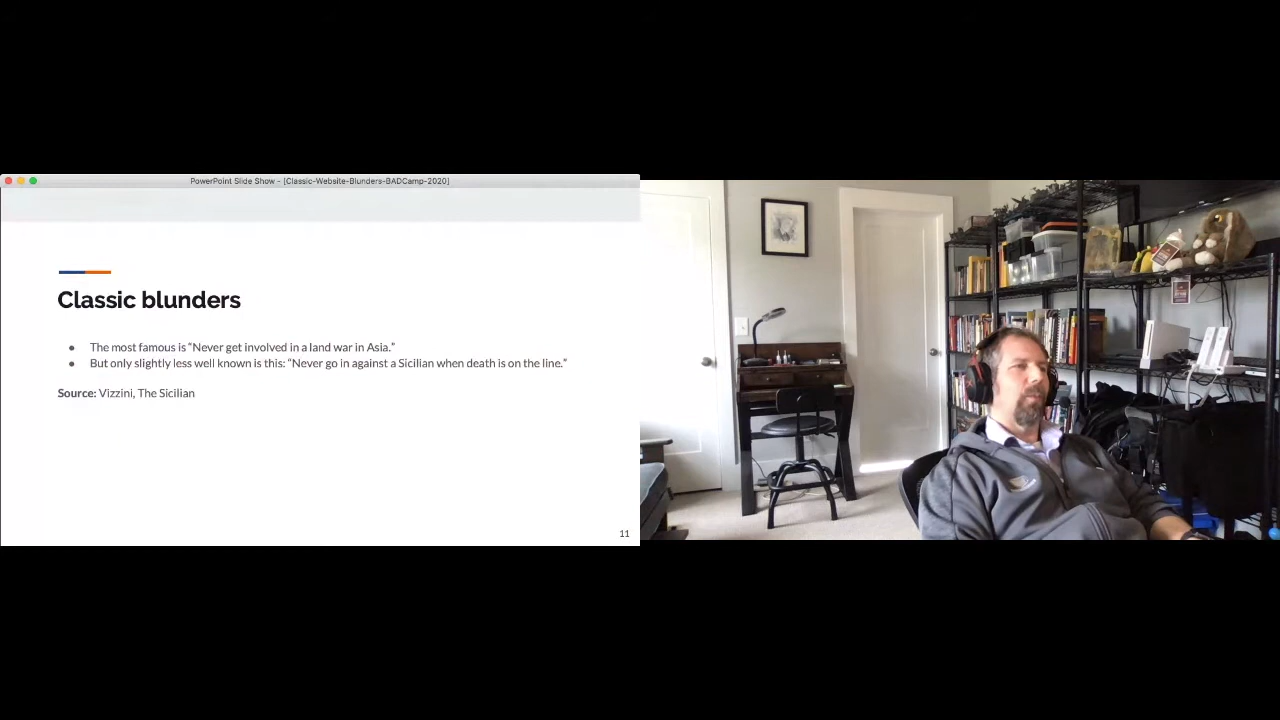 PowerPoint Slide Show - [Classic-Website-Blunders-BADCamp-2020]
Classic blunders
● The most famous is “Never get involved in a land war in Asia.”
● But only slightly less well known is this: “Never go in against a Sicilian when death is on the line.”
Source: Vizzini, The Sicilian
11